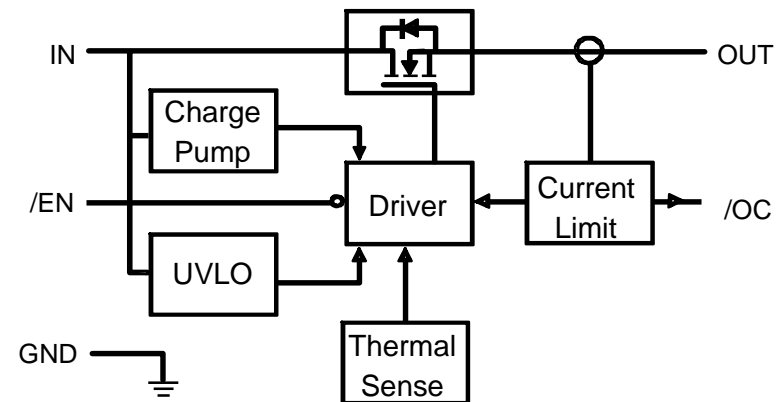 IN
OUT
Charge
Pump
/EN
Driver
Current
Limit
/OC
UVLO
GND
Thermal
Sense